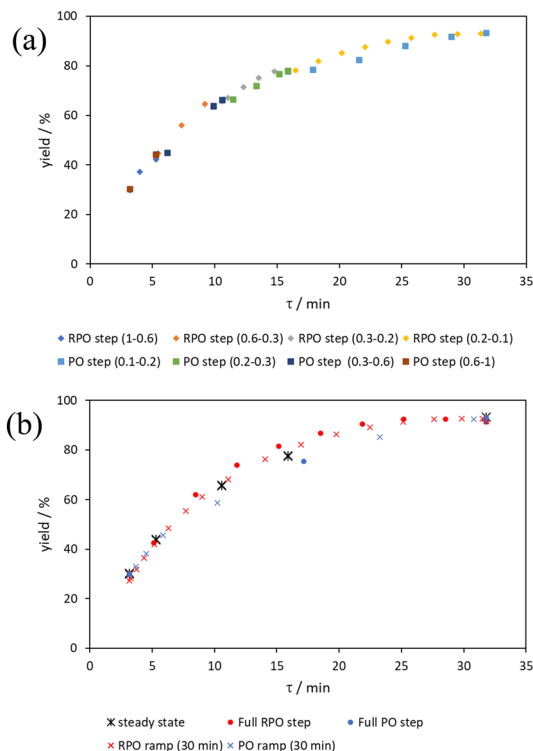 (a)
100
80
60
40
20
0
yield / %
0 5 10 15 20 25 30 35
τ / min
RPO step (1-0.6) RPO step (0.6-0.3) RPO step (0.3-0.2) RPO step (0.2-0.1)
PO step (0.1-0.2) PO step (0.2-0.3) PO step (0.3-0.6) PO step (0.6-1)
(b)
100
80
60
40
20
0
yield / %
0 5 10 15 20 25 30 35
τ / min
steady state Full RPO step Full PO step
RPO ramp (30 min) PO ramp (30 min)